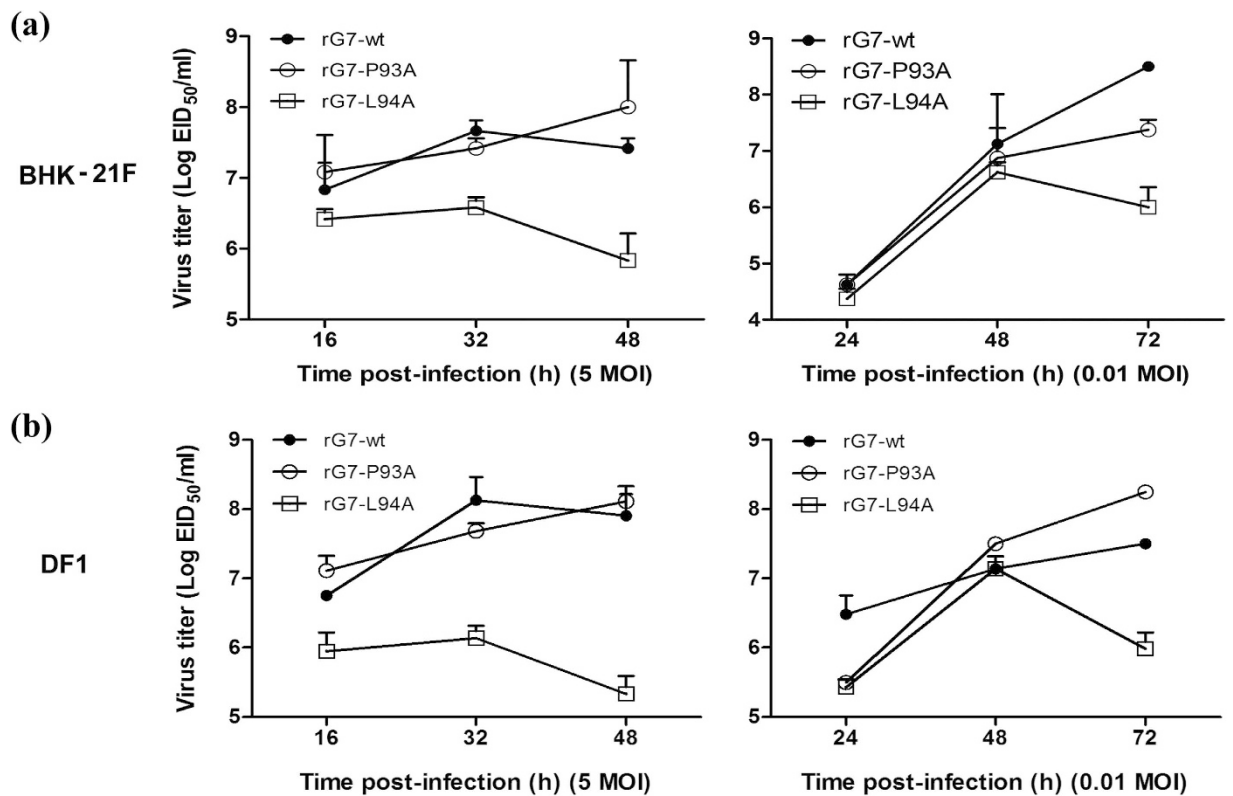 (a)
BHK-21F
Virus titer (Log EID50/ml)
9
8
7
6
5
rG7-wt
rG7-P93A
rG7-L94A
16 32 48
Time post-infection (h) (5 MOI)
9
8
7
6
5
4
rG7-wt
rG7-P93A
rG7-L94A
24 48 72
Time post-infection (h) (0.01 MOI)
(b)
DF1
Virus titer (Log EID50/ml)
9
8
7
6
5
rG7-wt
rG7-P93A
rG7-L94A
16 32 48
Time post-infection (h) (5 MOI)
9
8
7
6
5
rG7-wt
rG7-P93A
rG7-L94A
24 48 72
Time post-infection (h) (0.01 MOI)